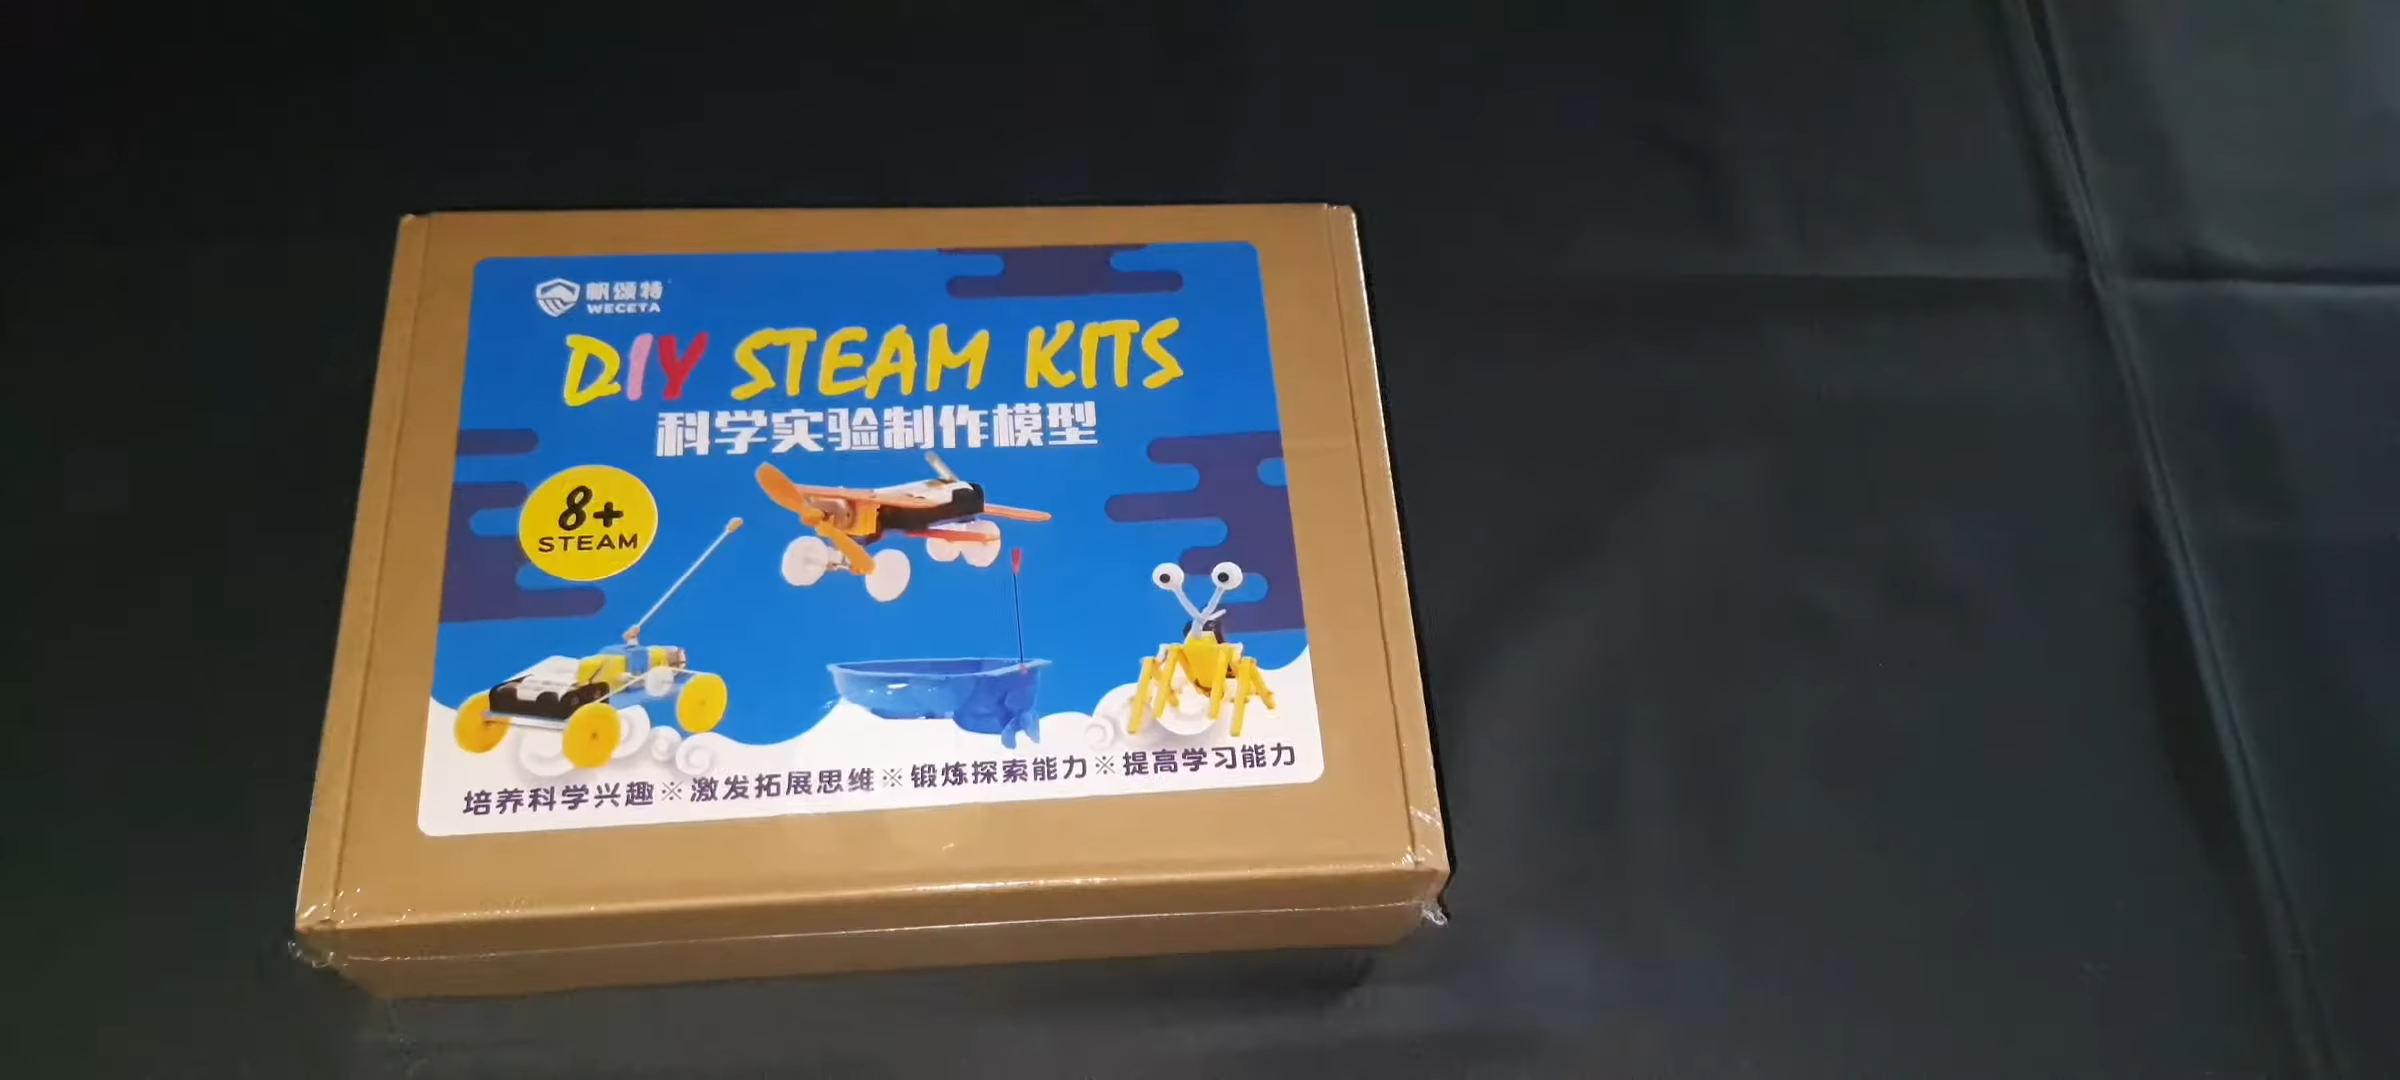 帆颂特
WECETA
DIY STEAM KITS
科学实验制作模型
8+
STEAM
培养科学兴趣※激发拓展思维※锻炼探索能力※提高学习能力